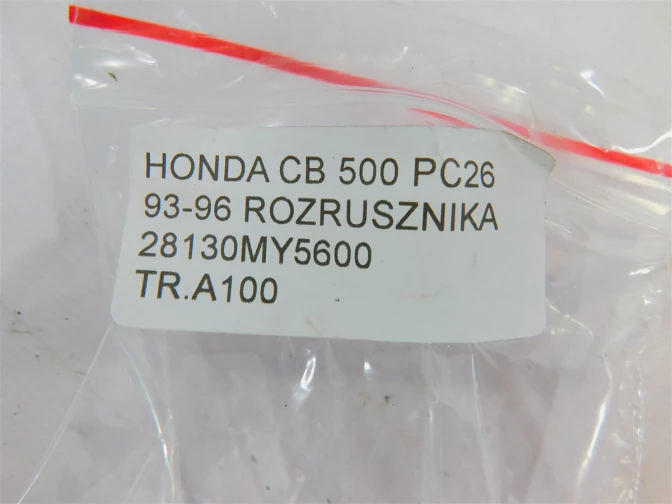 HONDA CB 500 PC26
93-96 ROZRUSZNIKA
28130MY5600
TR.A100